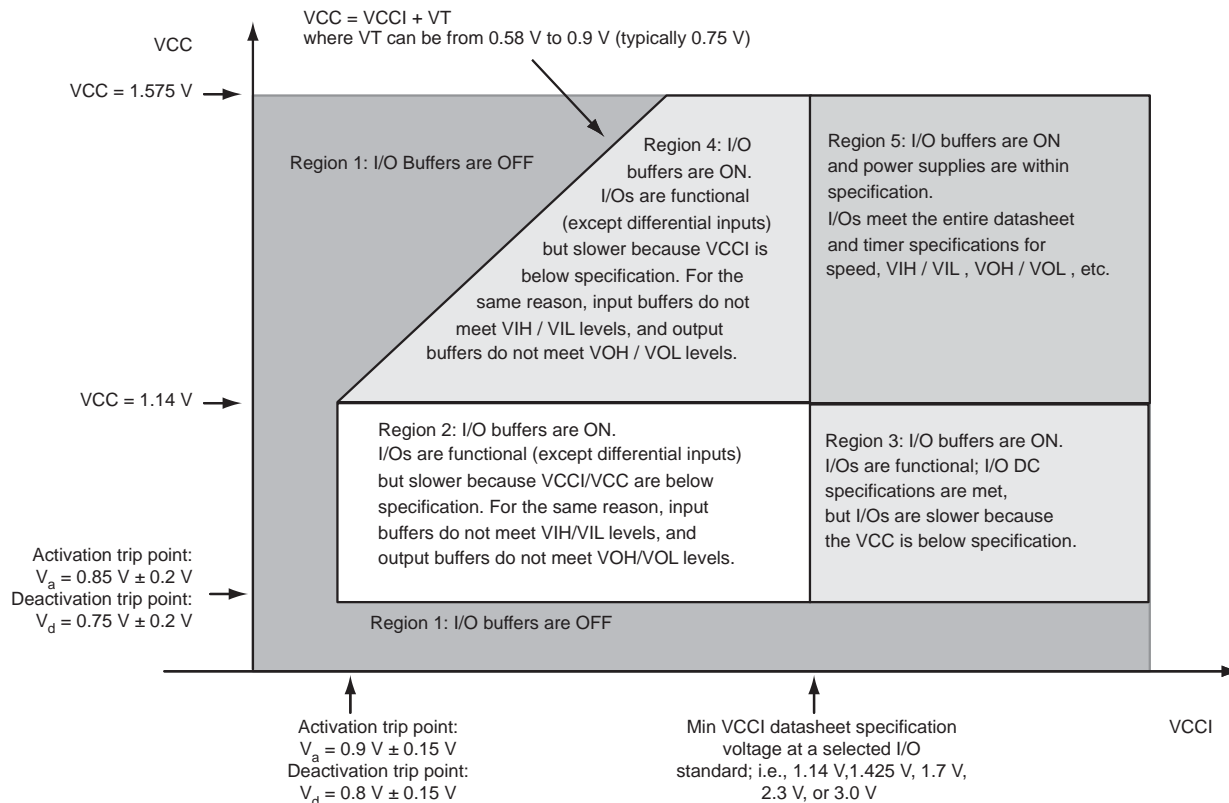 VCC = VCCI + VT
where VT can be from 0.58 V to 0.9 V (typically 0.75 V)
VCC
VCC = 1.575 V
Region 1: I/O Buffers are OFF
Region 4: I/O
buffers are ON.
I/Os are functional
(except differential inputs)
but slower because VCCI is
below specification. For the
same reason, input buffers do not
meet VIH / VIL levels, and output
buffers do not meet VOH / VOL levels.
Region 5: I/O buffers are ON
and power supplies are within
specification.
I/Os meet the entire datasheet
and timer specifications for
speed, VIH / VIL , VOH / VOL , etc.
VCC = 1.14 V
Region 2: I/O buffers are ON.
I/Os are functional (except differential inputs)
but slower because VCCI/VCC are below
specification. For the same reason, input
buffers do not meet VIH/VIL levels, and
output buffers do not meet VOH/VOL levels.
Region 3: I/O buffers are ON.
I/Os are functional; I/O DC
specifications are met,
but I/Os are slower because
the VCC is below specification.
Activation trip point:
Va = 0.85 V ± 0.2 V
Deactivation trip point:
Vd = 0.75 V ± 0.2 V
Region 1: I/O buffers are OFF
Activation trip point:
Va = 0.9 V ± 0.15 V
Deactivation trip point:
Vd = 0.8 V ± 0.15 V
Min VCCI datasheet specification
voltage at a selected I/O
standard; i.e., 1.14 V,1.425 V, 1.7 V,
2.3 V, or 3.0 V
VCCI